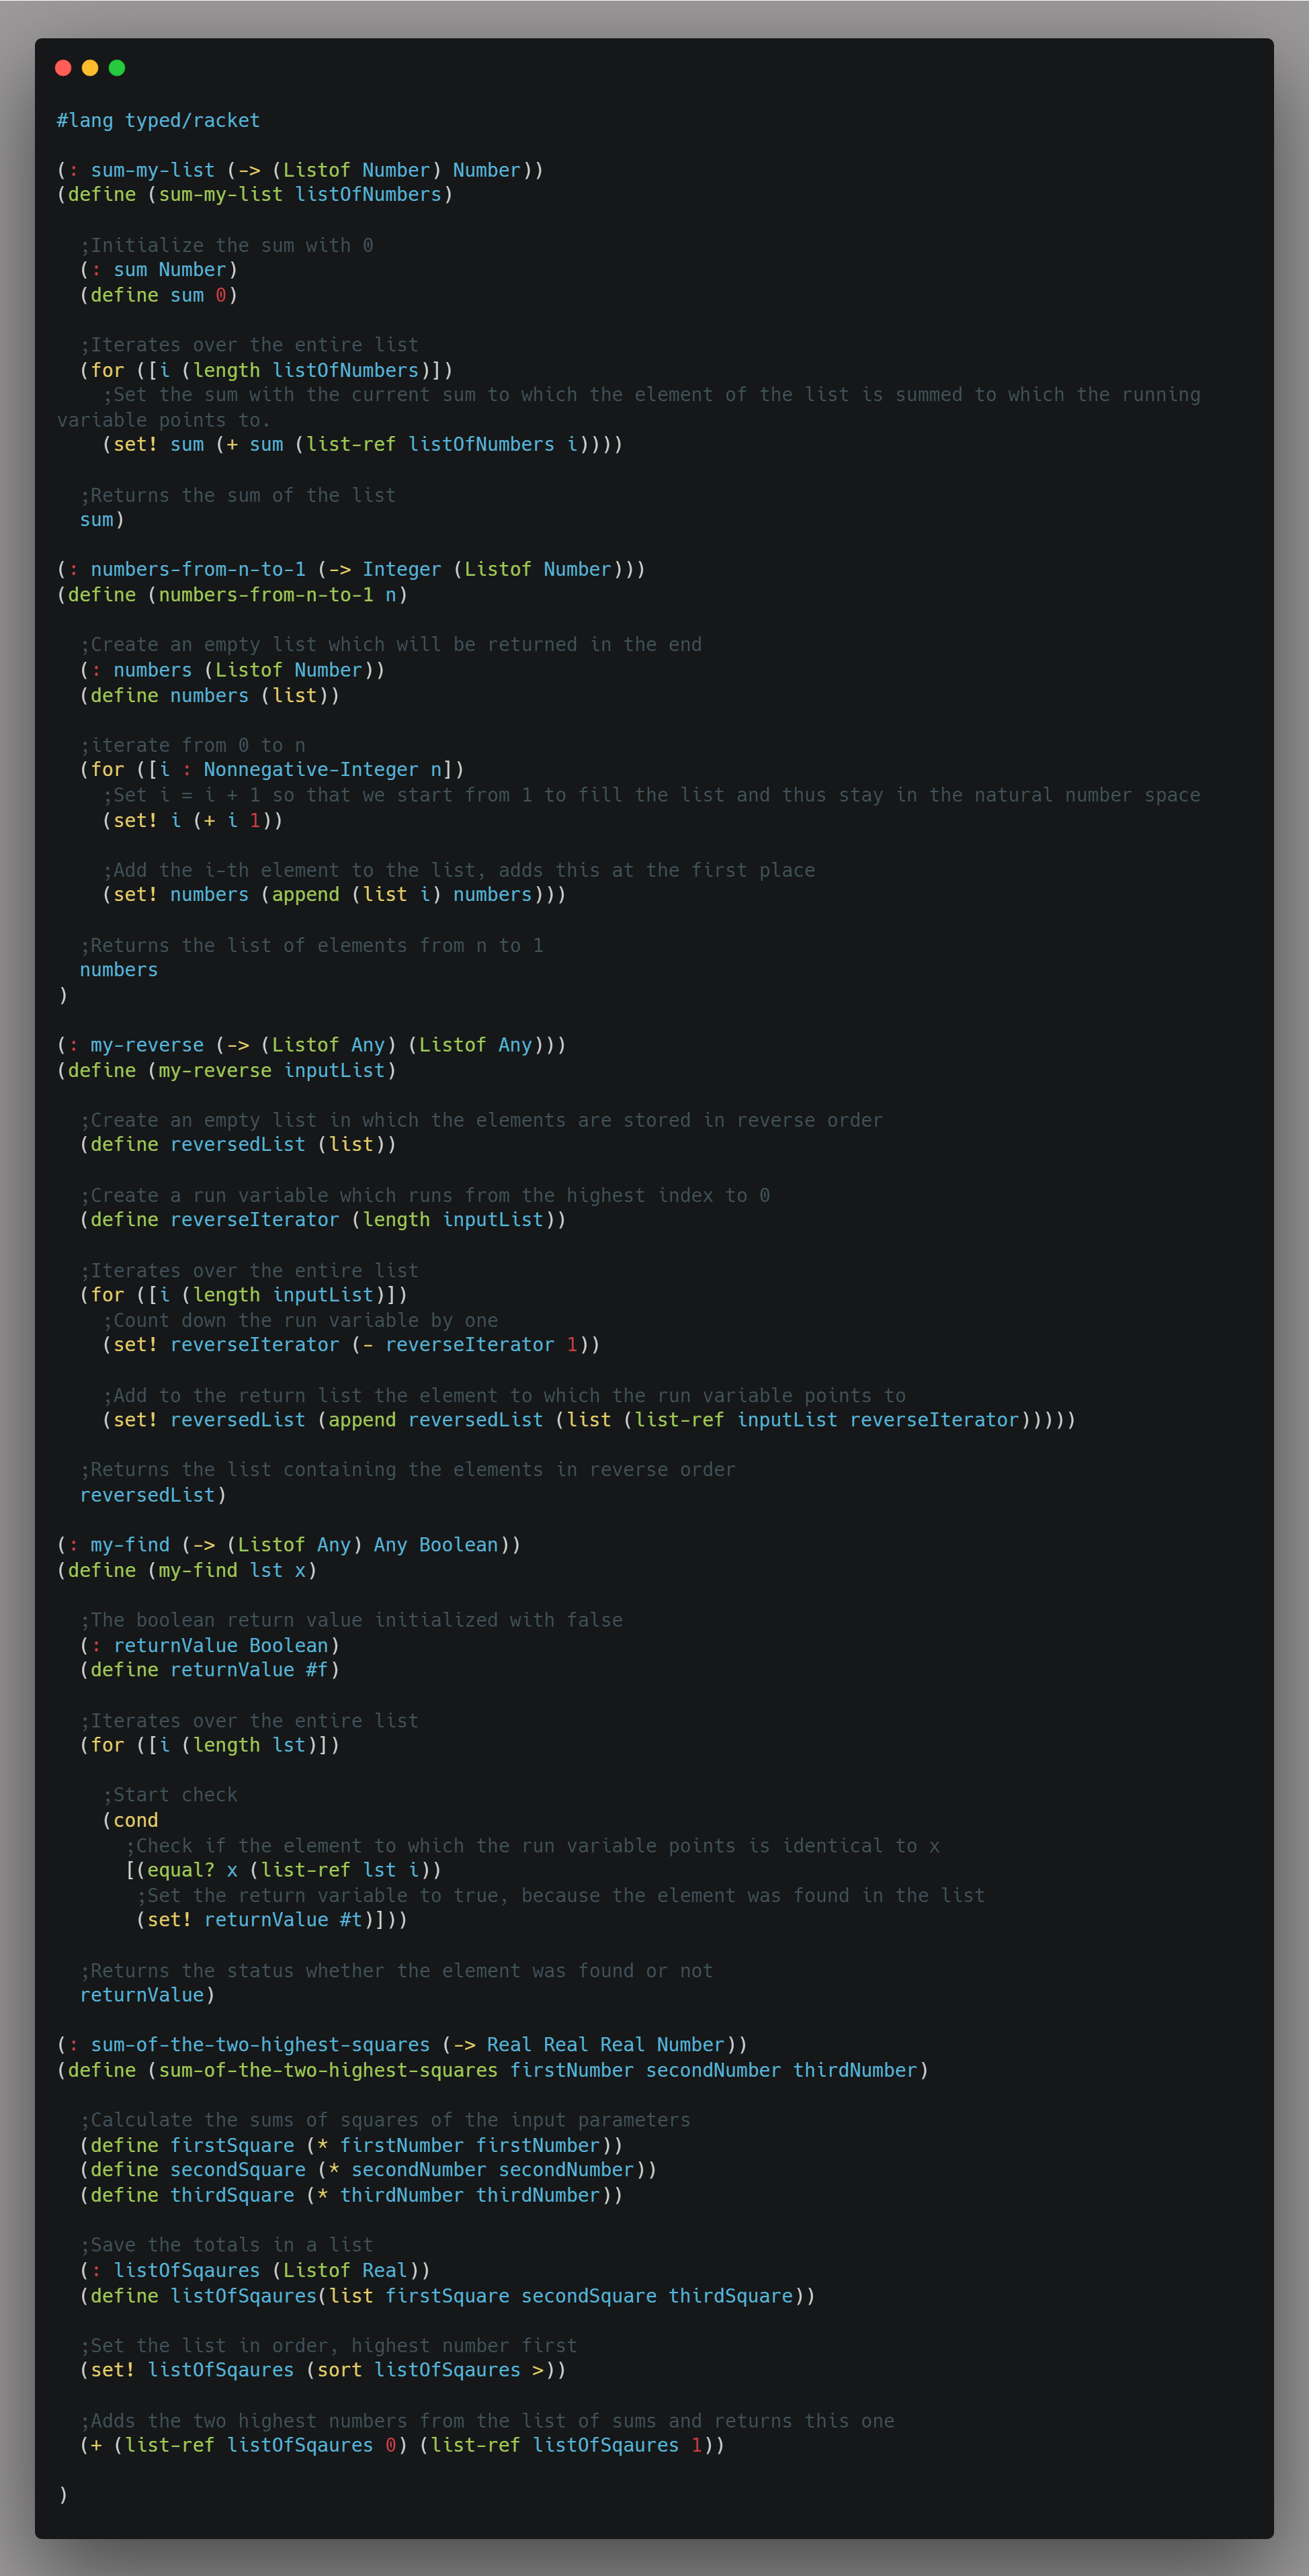 #lang typed/racket
(: sum-my-list (-> (Listof Number) Number))
(define (sum-my-list listOfNumbers)
;Initialize the sum with 0
(: sum Number)
(define sum 0)
;Iterates over the entire list
(for ([i (length listOfNumbers)])
;Set the sum with the current sum to which the element of the list is summed to which the running
variable points to.
(set! sum (+ sum (list-ref listOfNumbers i))))
;Returns the sum of the list
sum)
(: numbers-from-n-to-1 (-> Integer (Listof Number)))
(define (numbers-from-n-to-1 n)
;Create an empty list which will be returned in the end
(: numbers (Listof Number))
(define numbers (list))
;iterate from 0 to n
(for ([i : Nonnegative-Integer n])
;Set i = i + 1 so that we start from 1 to fill the list and thus stay in the natural number space
(set! i (+ i 1))
;Add the i-th element to the list, adds this at the first place
(set! numbers (append (list i) numbers)))
;Returns the list of elements from n to 1
numbers
)
(: my-reverse (-> (Listof Any) (Listof Any)))
(define (my-reverse inputList)
;Create an empty list in which the elements are stored in reverse order
(define reversedList (list))
;Create a run variable which runs from the highest index to 0
(define reverseIterator (length inputList))
;Iterates over the entire list
(for ([i (length inputList)])
;Count down the run variable by one
(set! reverseIterator (- reverseIterator 1))
;Add to the return list the element to which the run variable points to
(set! reversedList (append reversedList (list (list-ref inputList reverseIterator)))))
;Returns the list containing the elements in reverse order
reversedList)
(: my-find (-> (Listof Any) Any Boolean))
(define (my-find lst x)
;The boolean return value initialized with false
(: returnValue Boolean)
(define returnValue #f)
;Iterates over the entire list
(for ([i (length lst)])
;Start check
(cond
;Check if the element to which the run variable points is identical to x
[(equal? x (list-ref lst i))
;Set the return variable to true, because the element was found in the list
(set! returnValue #t)]))
;Returns the status whether the element was found or not
returnValue)
(: sum-of-the-two-highest-squares (-> Real Real Real Number))
(define (sum-of-the-two-highest-squares firstNumber secondNumber thirdNumber)
;Calculate the sums of squares of the input parameters
(define firstSquare (* firstNumber firstNumber))
(define secondSquare (* secondNumber secondNumber))
(define thirdSquare (* thirdNumber thirdNumber))
;Save the totals in a list
(: listOfSqaures (Listof Real))
(define listOfSqaures(list firstSquare secondSquare thirdSquare))
;Set the list in order, highest number first
(set! listOfSqaures (sort listOfSqaures >))
;Adds the two highest numbers from the list of sums and returns this one
(+ (list-ref listOfSqaures 0) (list-ref listOfSqaures 1))
)